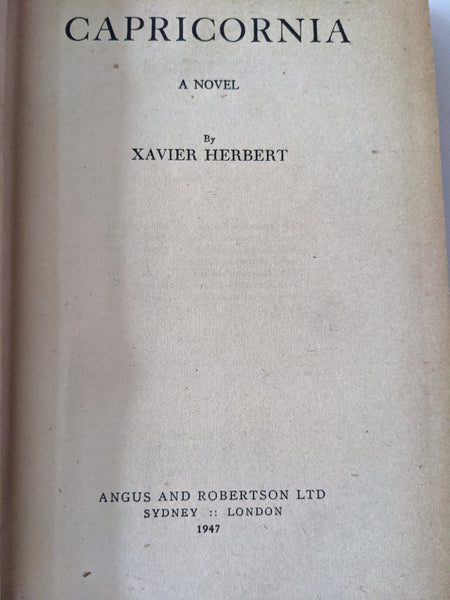 CAPRICORNIA
A NOVEL
By
XAVIER HERBERT
ANGUS AND ROBERTSON LTD
SYDNEY :: LONDON
1947